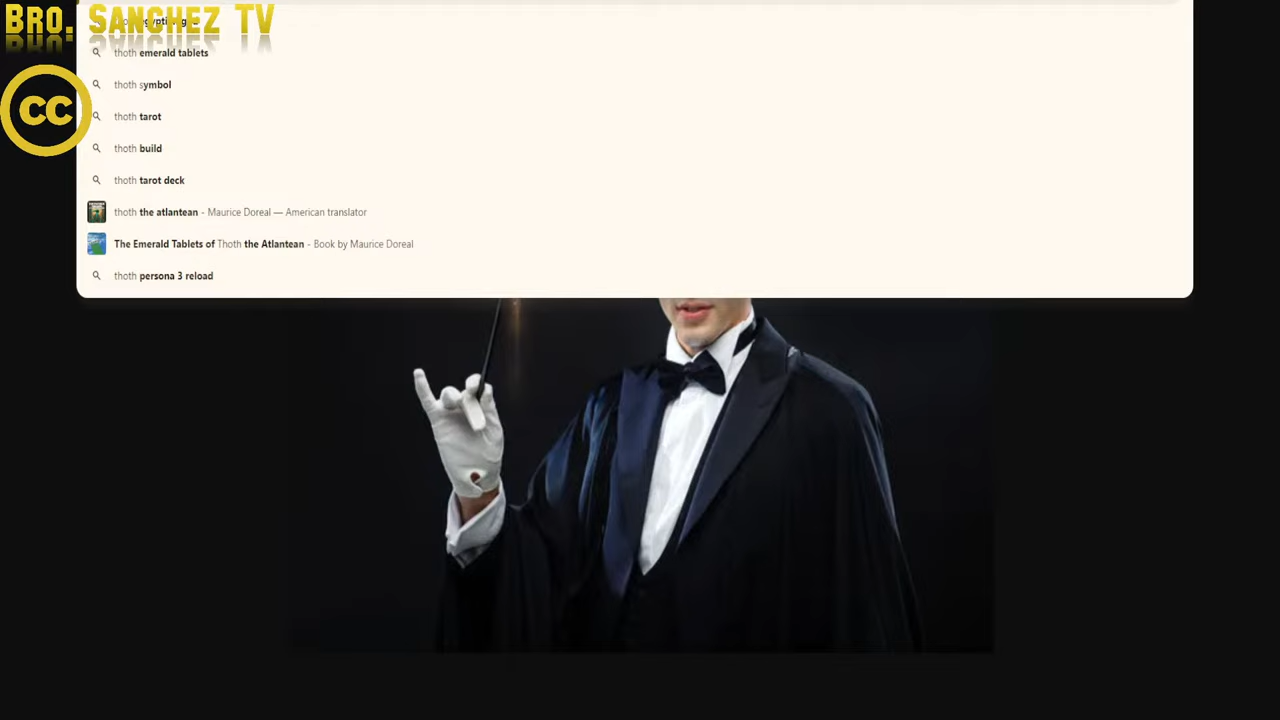 Bro. Sanchez TV
CC
thoth emerald tablets
thoth symbol
thoth tarot
thoth build
thoth tarot deck
thoth the atlantean - Maurice Doreal — American translator
The Emerald Tablets of Thoth the Atlantean - Book by Maurice Doreal
thoth persona 3 reload